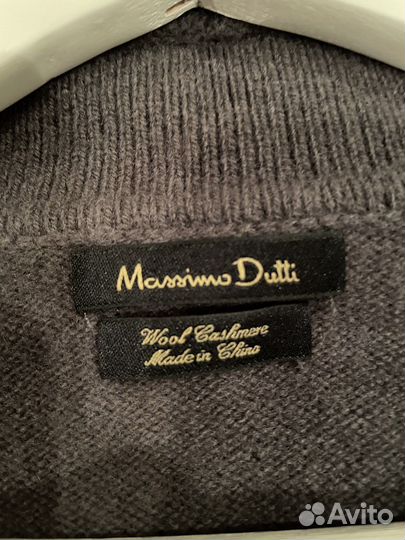 Massimo Dutti
Wool Cashmere
Made in China
Avito